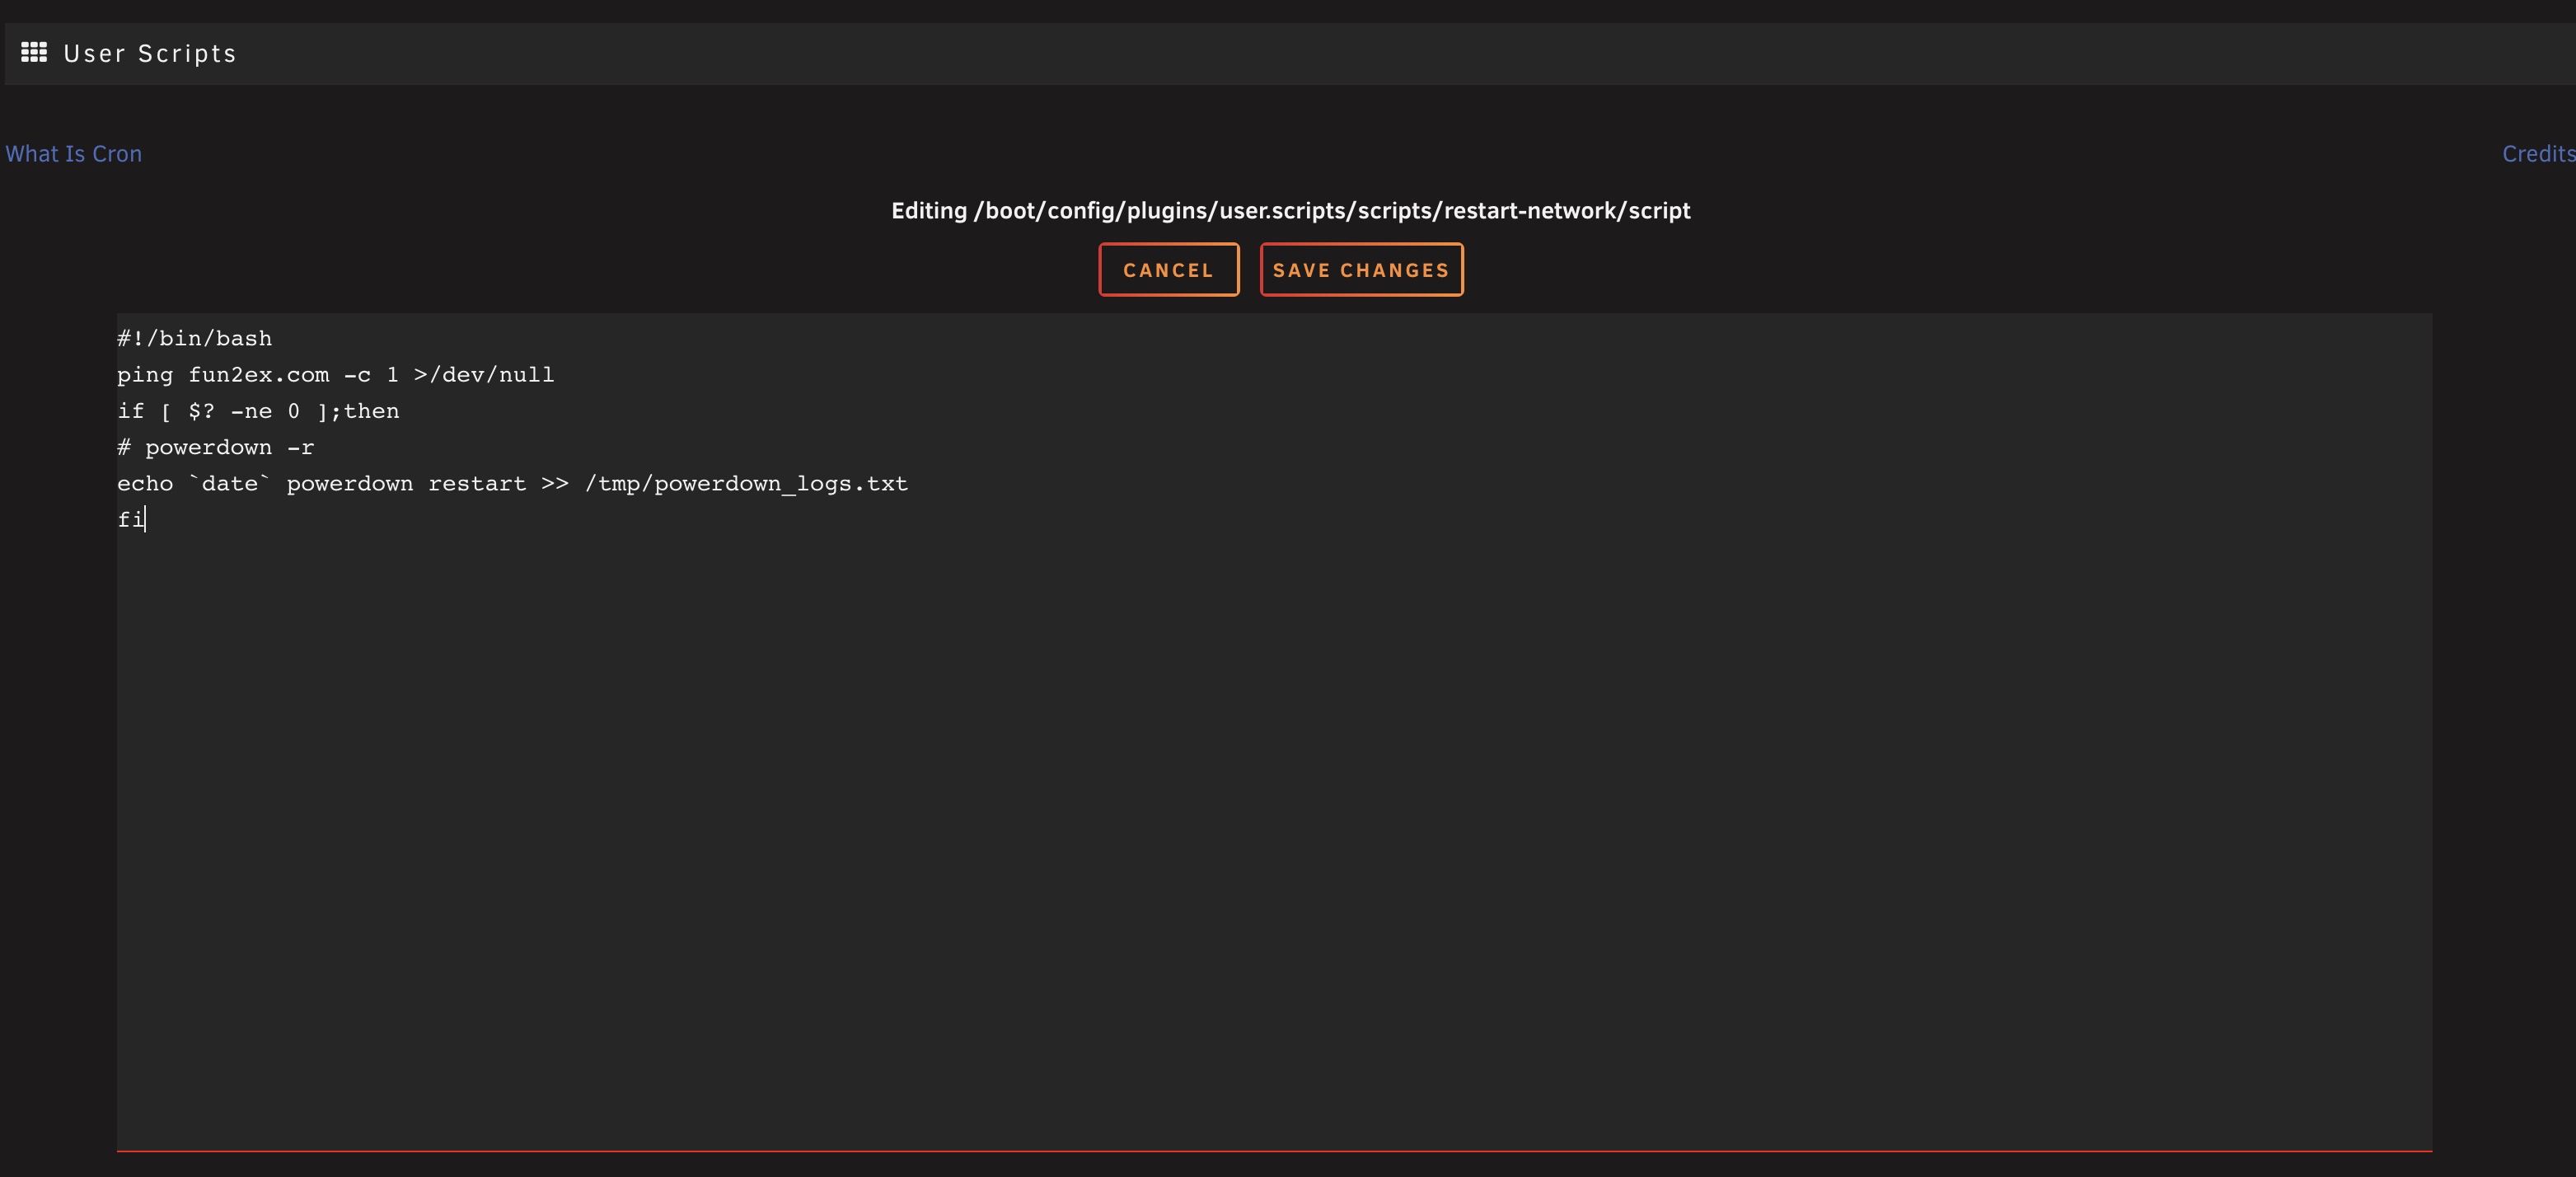 User Scripts
What Is Cron
Credits
Editing /boot/config/plugins/user.scripts/scripts/restart-network/script
CANCEL
SAVE CHANGES
#!/bin/bash
ping fun2ex.com -c 1 >/dev/null
if [ $? -ne 0 ];then
# powerdown -r
echo `date` powerdown restart >> /tmp/powerdown_logs.txt
fi